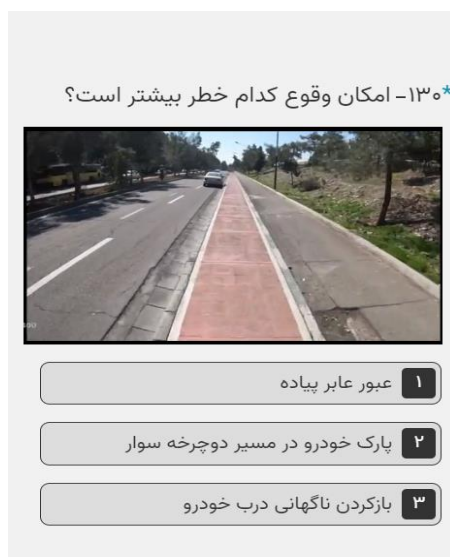 *۱۳۰- امکان وقوع کدام خطر بیشتر است؟
۱ عبور عابر پیاده
۲ پارک خودرو در مسیر دوچرخه سوار
۳ بازکردن ناگهانی درب خودرو